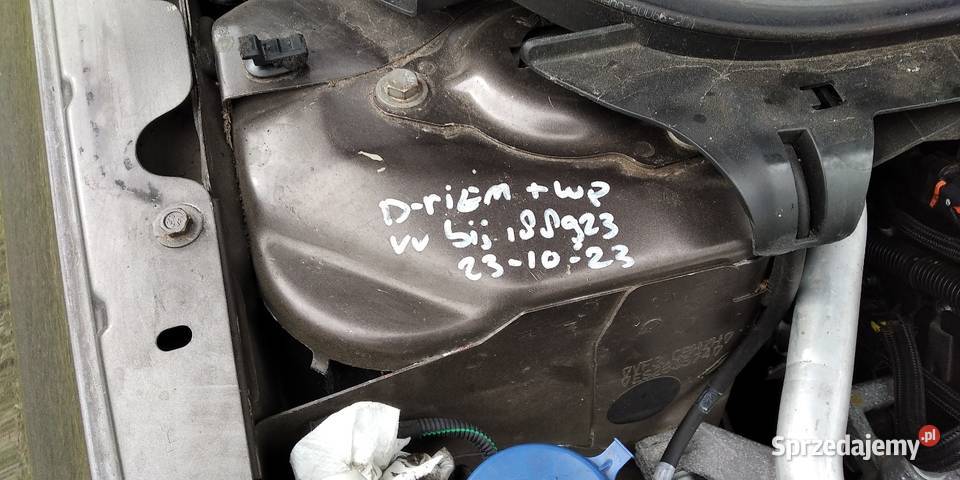 D-riEM + WP
VV bij 188923
23-10-23
Sprzedajemy.pl